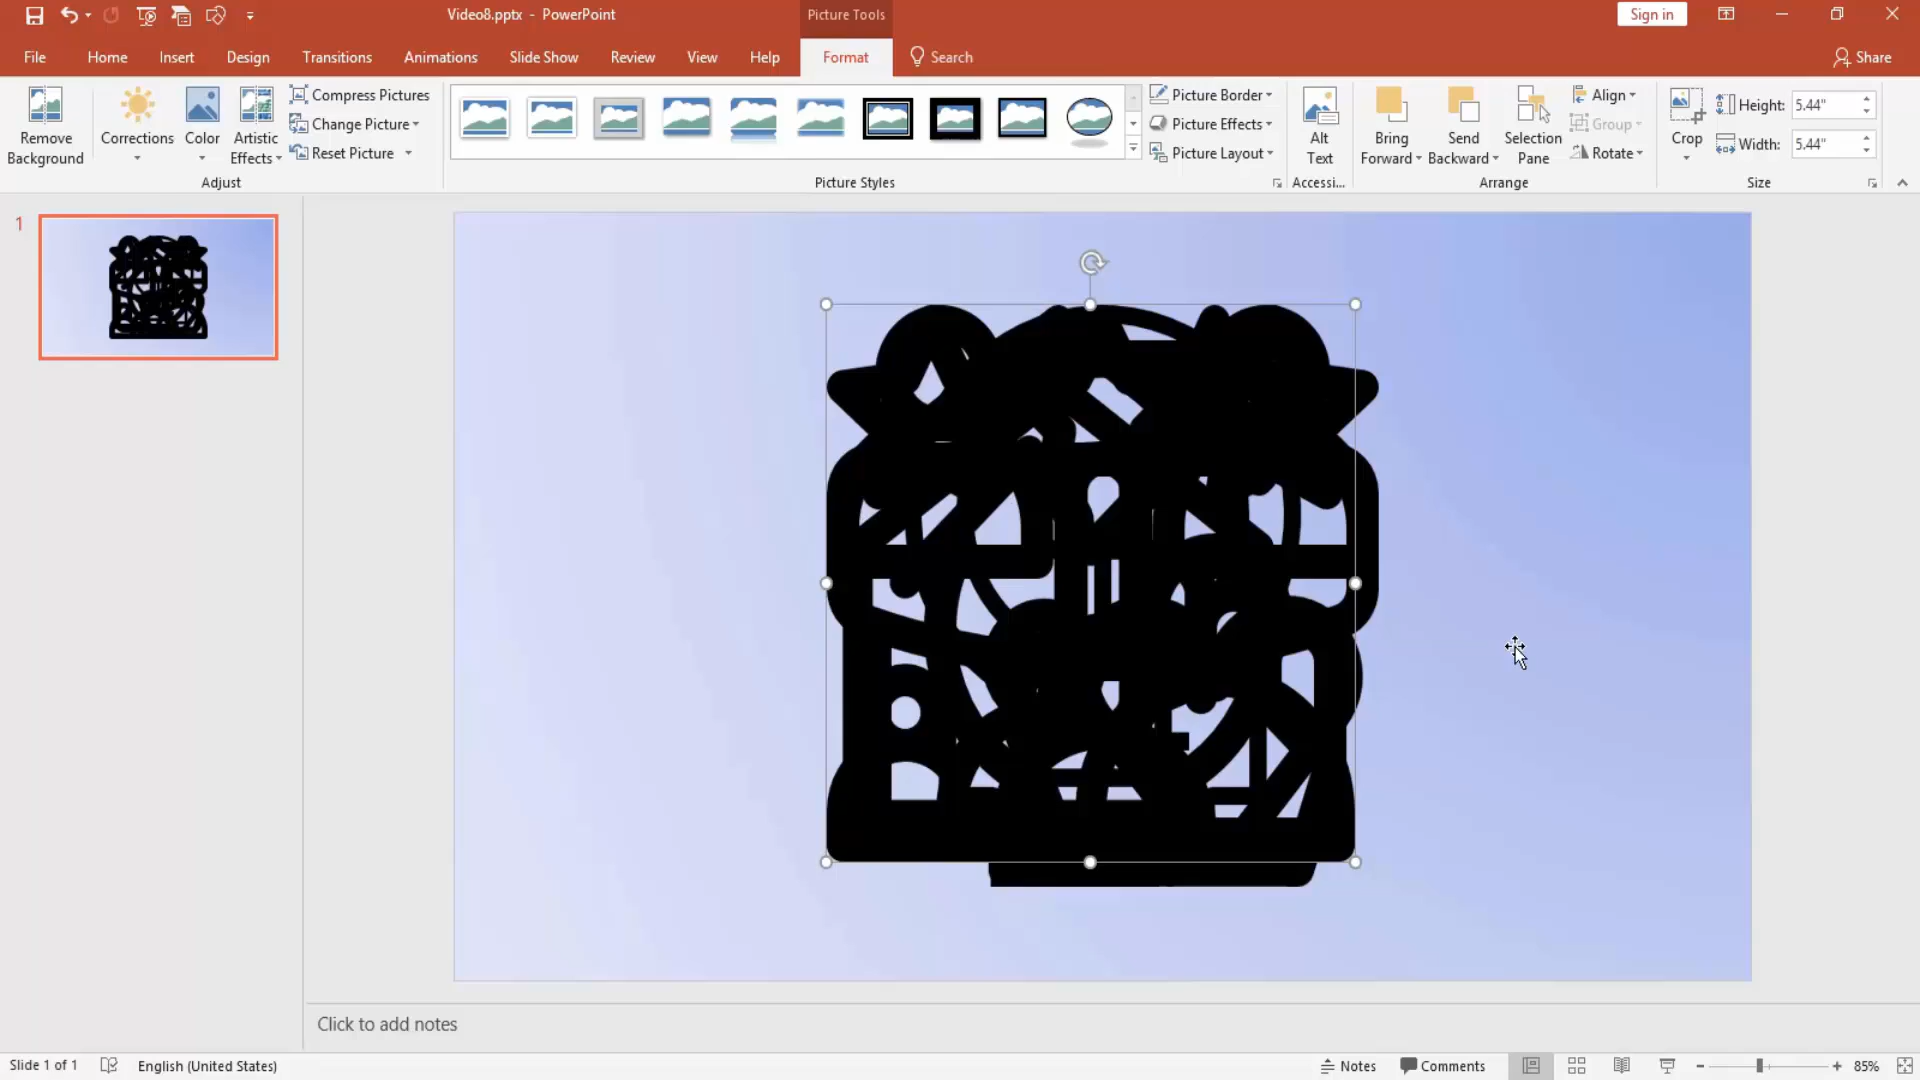 Video8.pptx - PowerPoint
Picture Tools
Sign in
File
Home
Insert
Design
Transitions
Animations
Slide Show
Review
View
Help
Format
Search
Share
Remove Background
Corrections
Color
Artistic Effects
Compress Pictures
Change Picture
Reset Picture
Adjust
Picture Styles
Picture Border
Picture Effects
Picture Layout
Alt Text
Accessi...
Bring Forward
Send Backward
Selection Pane
Align
Group
Rotate
Arrange
Crop
Height: 5.44"
Width: 5.44"
Size
1
Click to add notes
Slide 1 of 1
English (United States)
Notes
Comments
85%